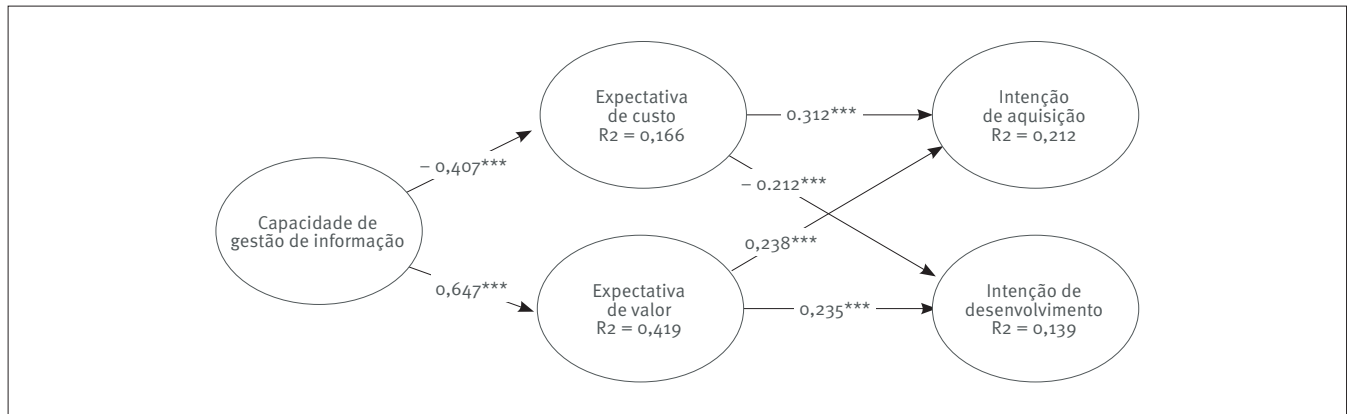 Capacidade de
gestão de informação
– 0,407***
0,647***
Expectativa
de custo
R2 = 0,166
Expectativa
de valor
R2 = 0,419
0.312***
– 0.212***
0,238***
0,235***
Intenção
de aquisição
R2 = 0,212
Intenção de
desenvolvimento
R2 = 0,139